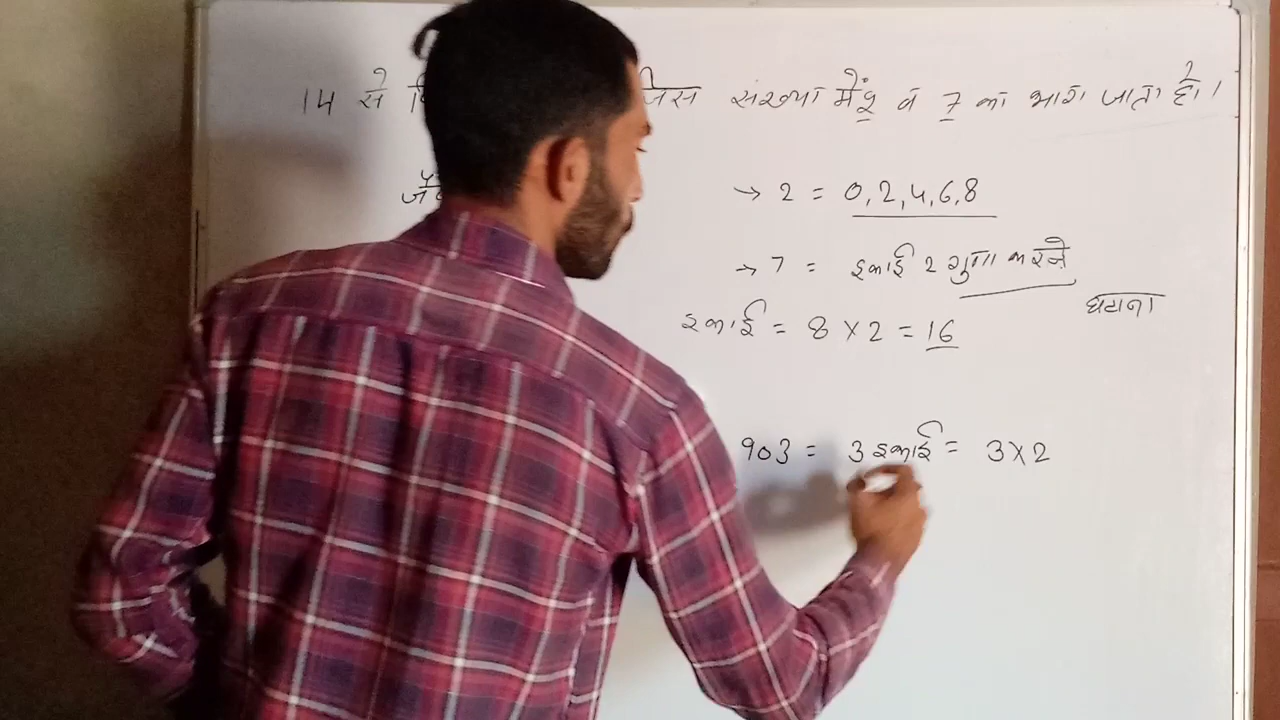 14 से जिस संख्या में 2 व 7 का भाग जाता हो।
→ 2 = 0,2,4,6,8
→ 7 = इकाई 2 गुणा करने
घटाना
इकाई = 8 × 2 = 16
903 = 3 इकाई = 3×2